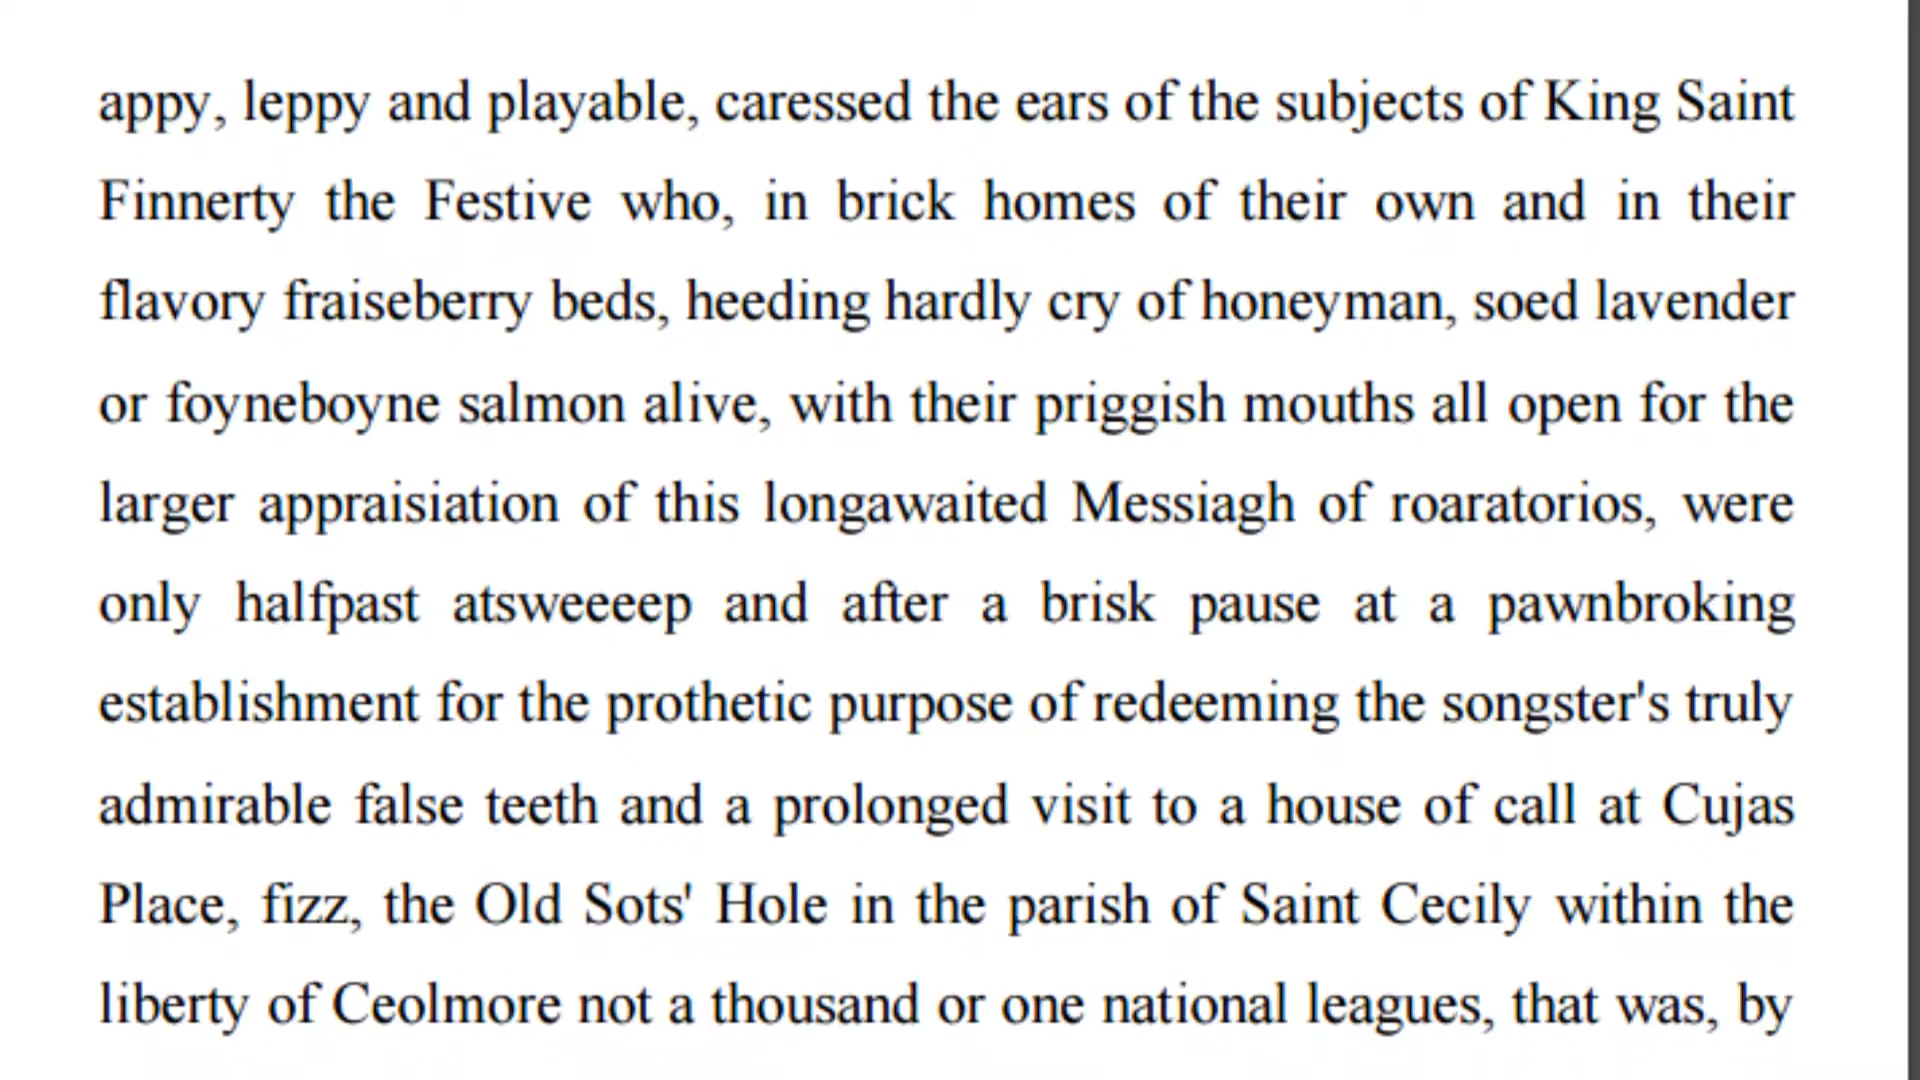 appy, leppy and playable, caressed the ears of the subjects of King Saint
Finnerty the Festive who, in brick homes of their own and in their
flavory fraiseberry beds, heeding hardly cry of honeyman, soed lavender
or foyneboyne salmon alive, with their priggish mouths all open for the
larger appraisiation of this longawaited Messiagh of roaratorios, were
only halfpast atsweeeep and after a brisk pause at a pawnbroking
establishment for the prothetic purpose of redeeming the songster's truly
admirable false teeth and a prolonged visit to a house of call at Cujas
Place, fizz, the Old Sots' Hole in the parish of Saint Cecily within the
liberty of Ceolmore not a thousand or one national leagues, that was, by